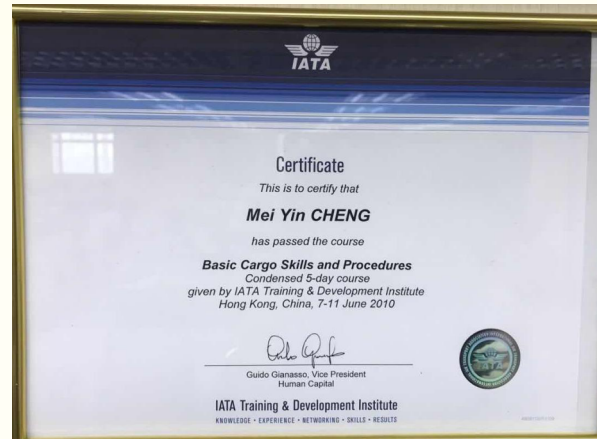 IATA
Certificate
This is to certify that
Mei Yin CHENG
has passed the course
Basic Cargo Skills and Procedures
Condensed 5-day course
given by IATA Training & Development Institute
Hong Kong, China, 7-11 June 2010
Guido Gianasso, Vice President
Human Capital
IATA Training & Development Institute
KNOWLEDGE • EXPERIENCE • NETWORKING • SKILLS • RESULTS